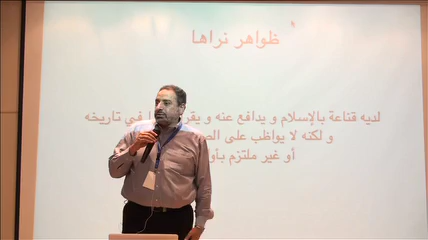 ظواهر نراها
لديه قناعة بالإسلام و يدافع عنه و في تاريخه
و لكنه لا يواظب على
أو غير ملتزم